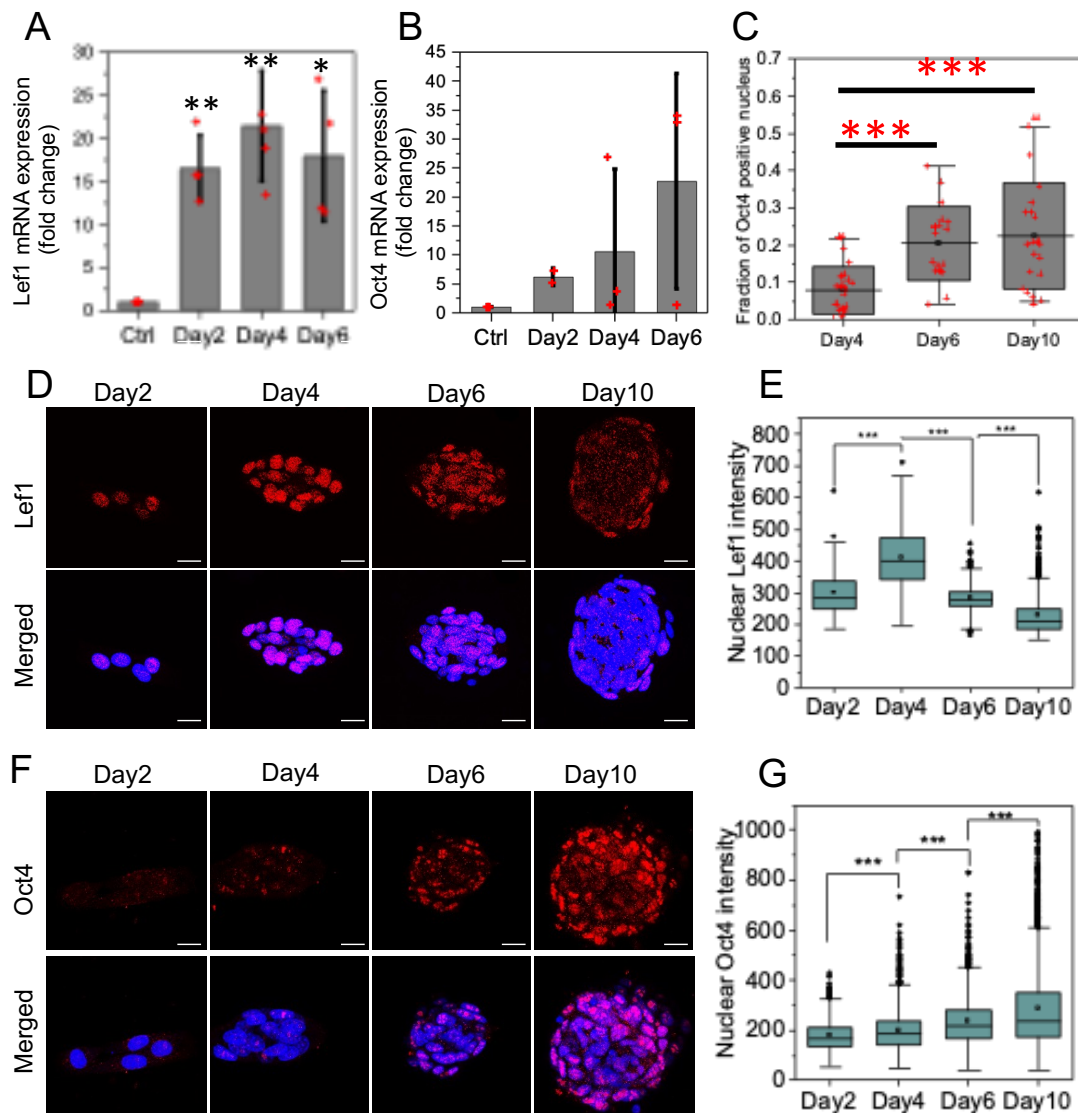 A
Lef1 mRNA expression
(fold change)
30
25
20
15
10
5
0
**
**
*
Ctrl Day2 Day4 Day6
B
Oct4 mRNA expression
(fold change)
45
40
35
30
25
20
15
10
5
0
Ctrl Day2 Day4 Day6
C
Fraction of Oct4 positive nucleus
0.7
0.6
0.5
0.4
0.3
0.2
0.1
0.0
***
***
Day4 Day6 Day10
D
Day2 Day4 Day6 Day10
Lef1
Merged
E
Nuclear Lef1 intensity
800
700
600
500
400
300
200
100
0
*** *** ***
Day2 Day4 Day6 Day10
F
Day2 Day4 Day6 Day10
Oct4
Merged
G
Nuclear Oct4 intensity
1000
800
600
400
200
0
***
***
***
Day2 Day4 Day6 Day10